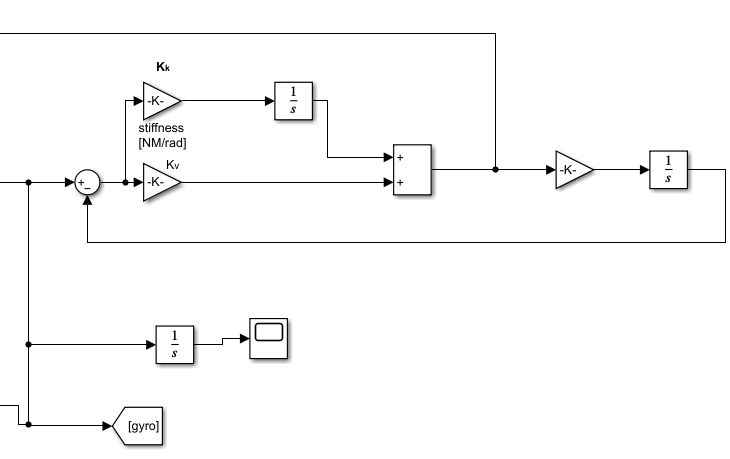 Kk
-K-
1
s
stiffness
[NM/rad]
Kv
-K-
+
+
+
_
-K-
1
s
1
s
[gyro]